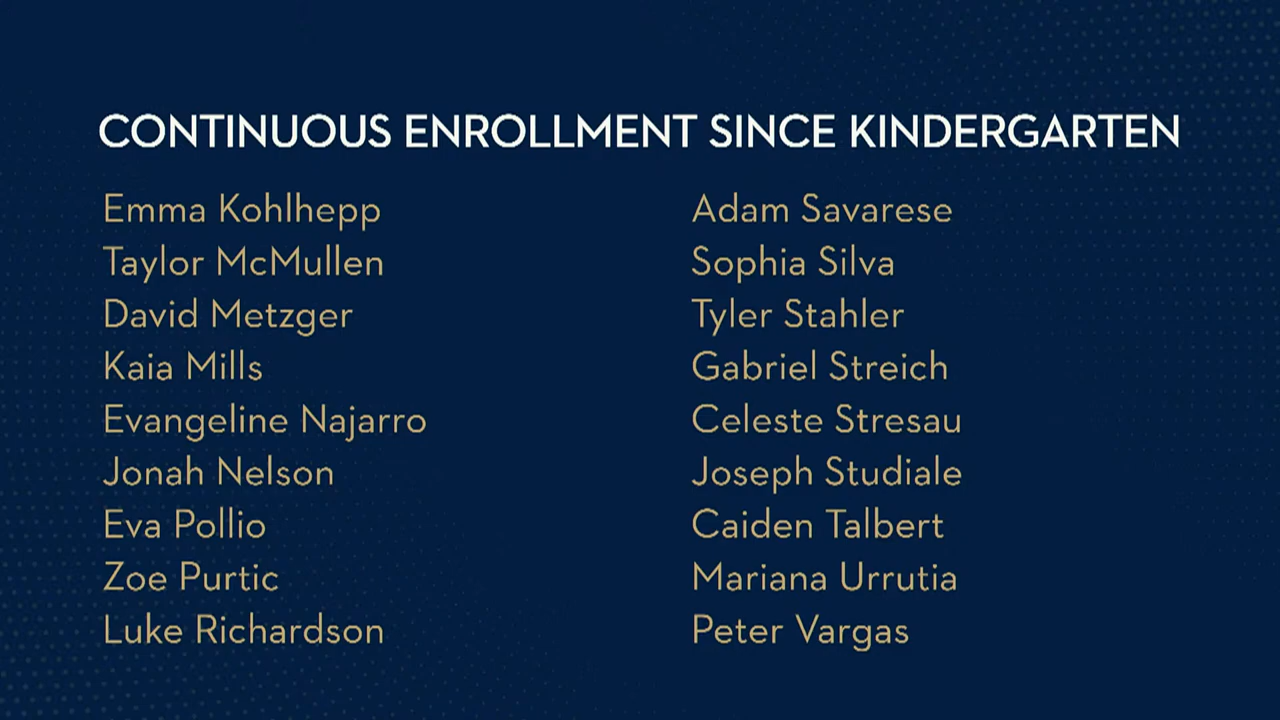 CONTINUOUS ENROLLMENT SINCE KINDERGARTEN
Emma Kohlhepp
Taylor McMullen
David Metzger
Kaia Mills
Evangeline Najarro
Jonah Nelson
Eva Pollio
Zoe Purtic
Luke Richardson
Adam Savarese
Sophia Silva
Tyler Stahler
Gabriel Streich
Celeste Stresau
Joseph Studiale
Caiden Talbert
Mariana Urrutia
Peter Vargas